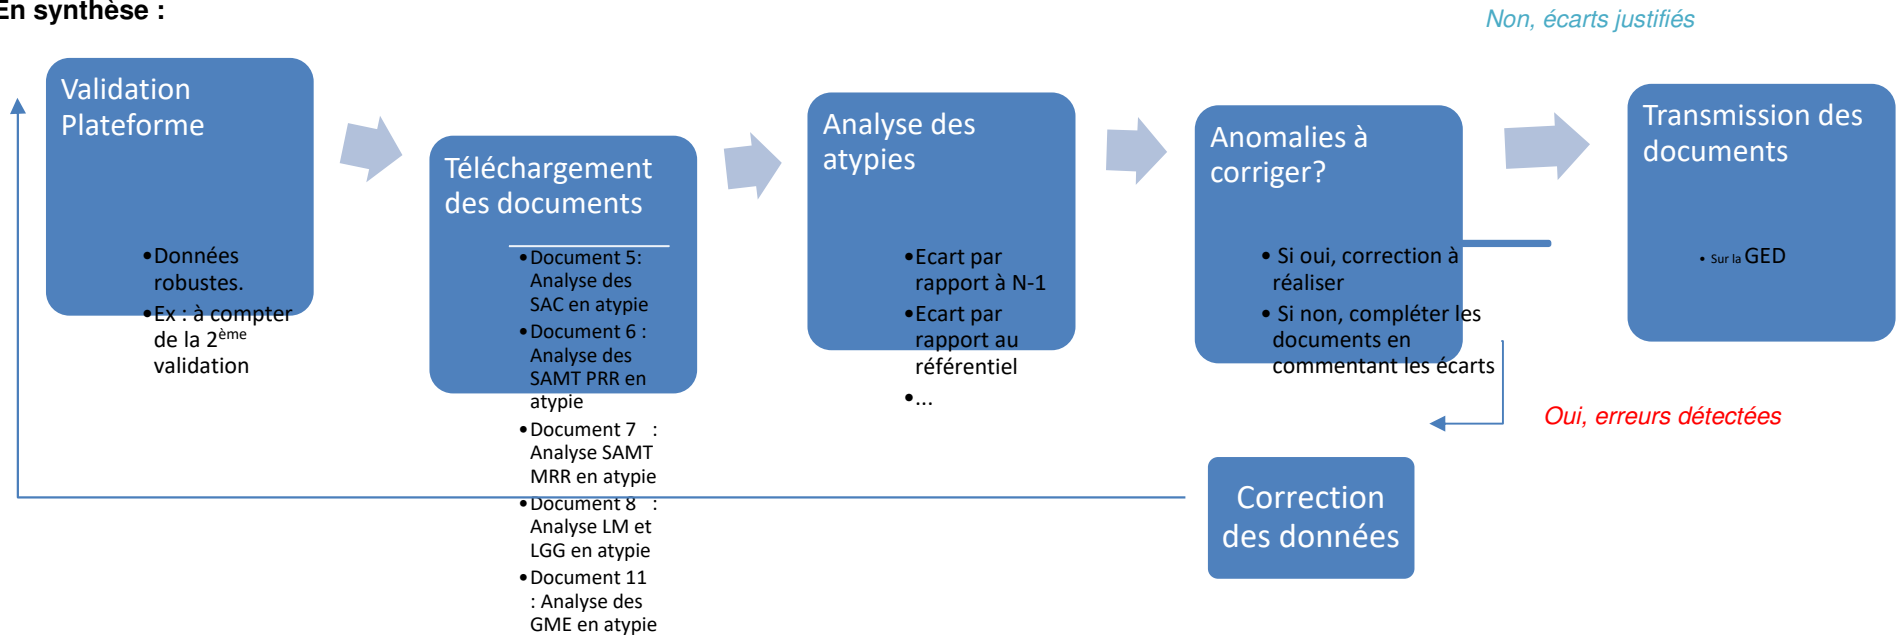 En synthèse :
Non, écarts justifiés
Validation
Plateforme
•Données
robustes.
•Ex : à compter
de la 2ème
validation
Téléchargement
des documents
•Document 5:
Analyse des
SAC en atypie
•Document 6 :
Analyse des
SAMT PRR en
atypie
•Document 7 :
Analyse SAMT
MRR en atypie
•Document 8 :
Analyse LM et
LGG en atypie
•Document 11
: Analyse des
GME en atypie
Analyse des
atypies
•Ecart par
rapport à N-1
•Ecart par
rapport au
référentiel
•...
Anomalies à
corriger?
• Si oui, correction à
réaliser
• Si non, compléter les
documents en
commentant les écarts
Transmission des
documents
• Sur la GED
Oui, erreurs détectées
Correction
des données